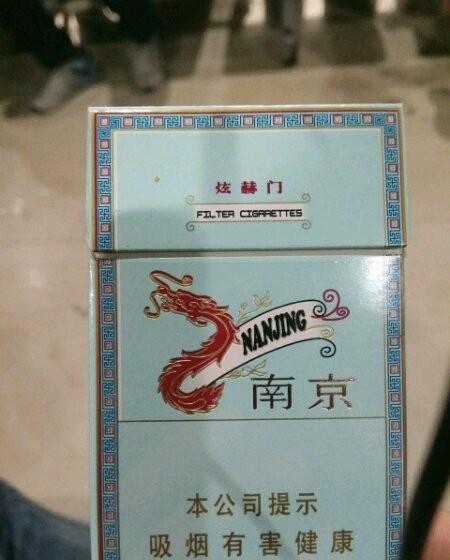 炫赫门
FILTER CIGARETTES
NANJING
南京
本公司提示
吸烟有害健康